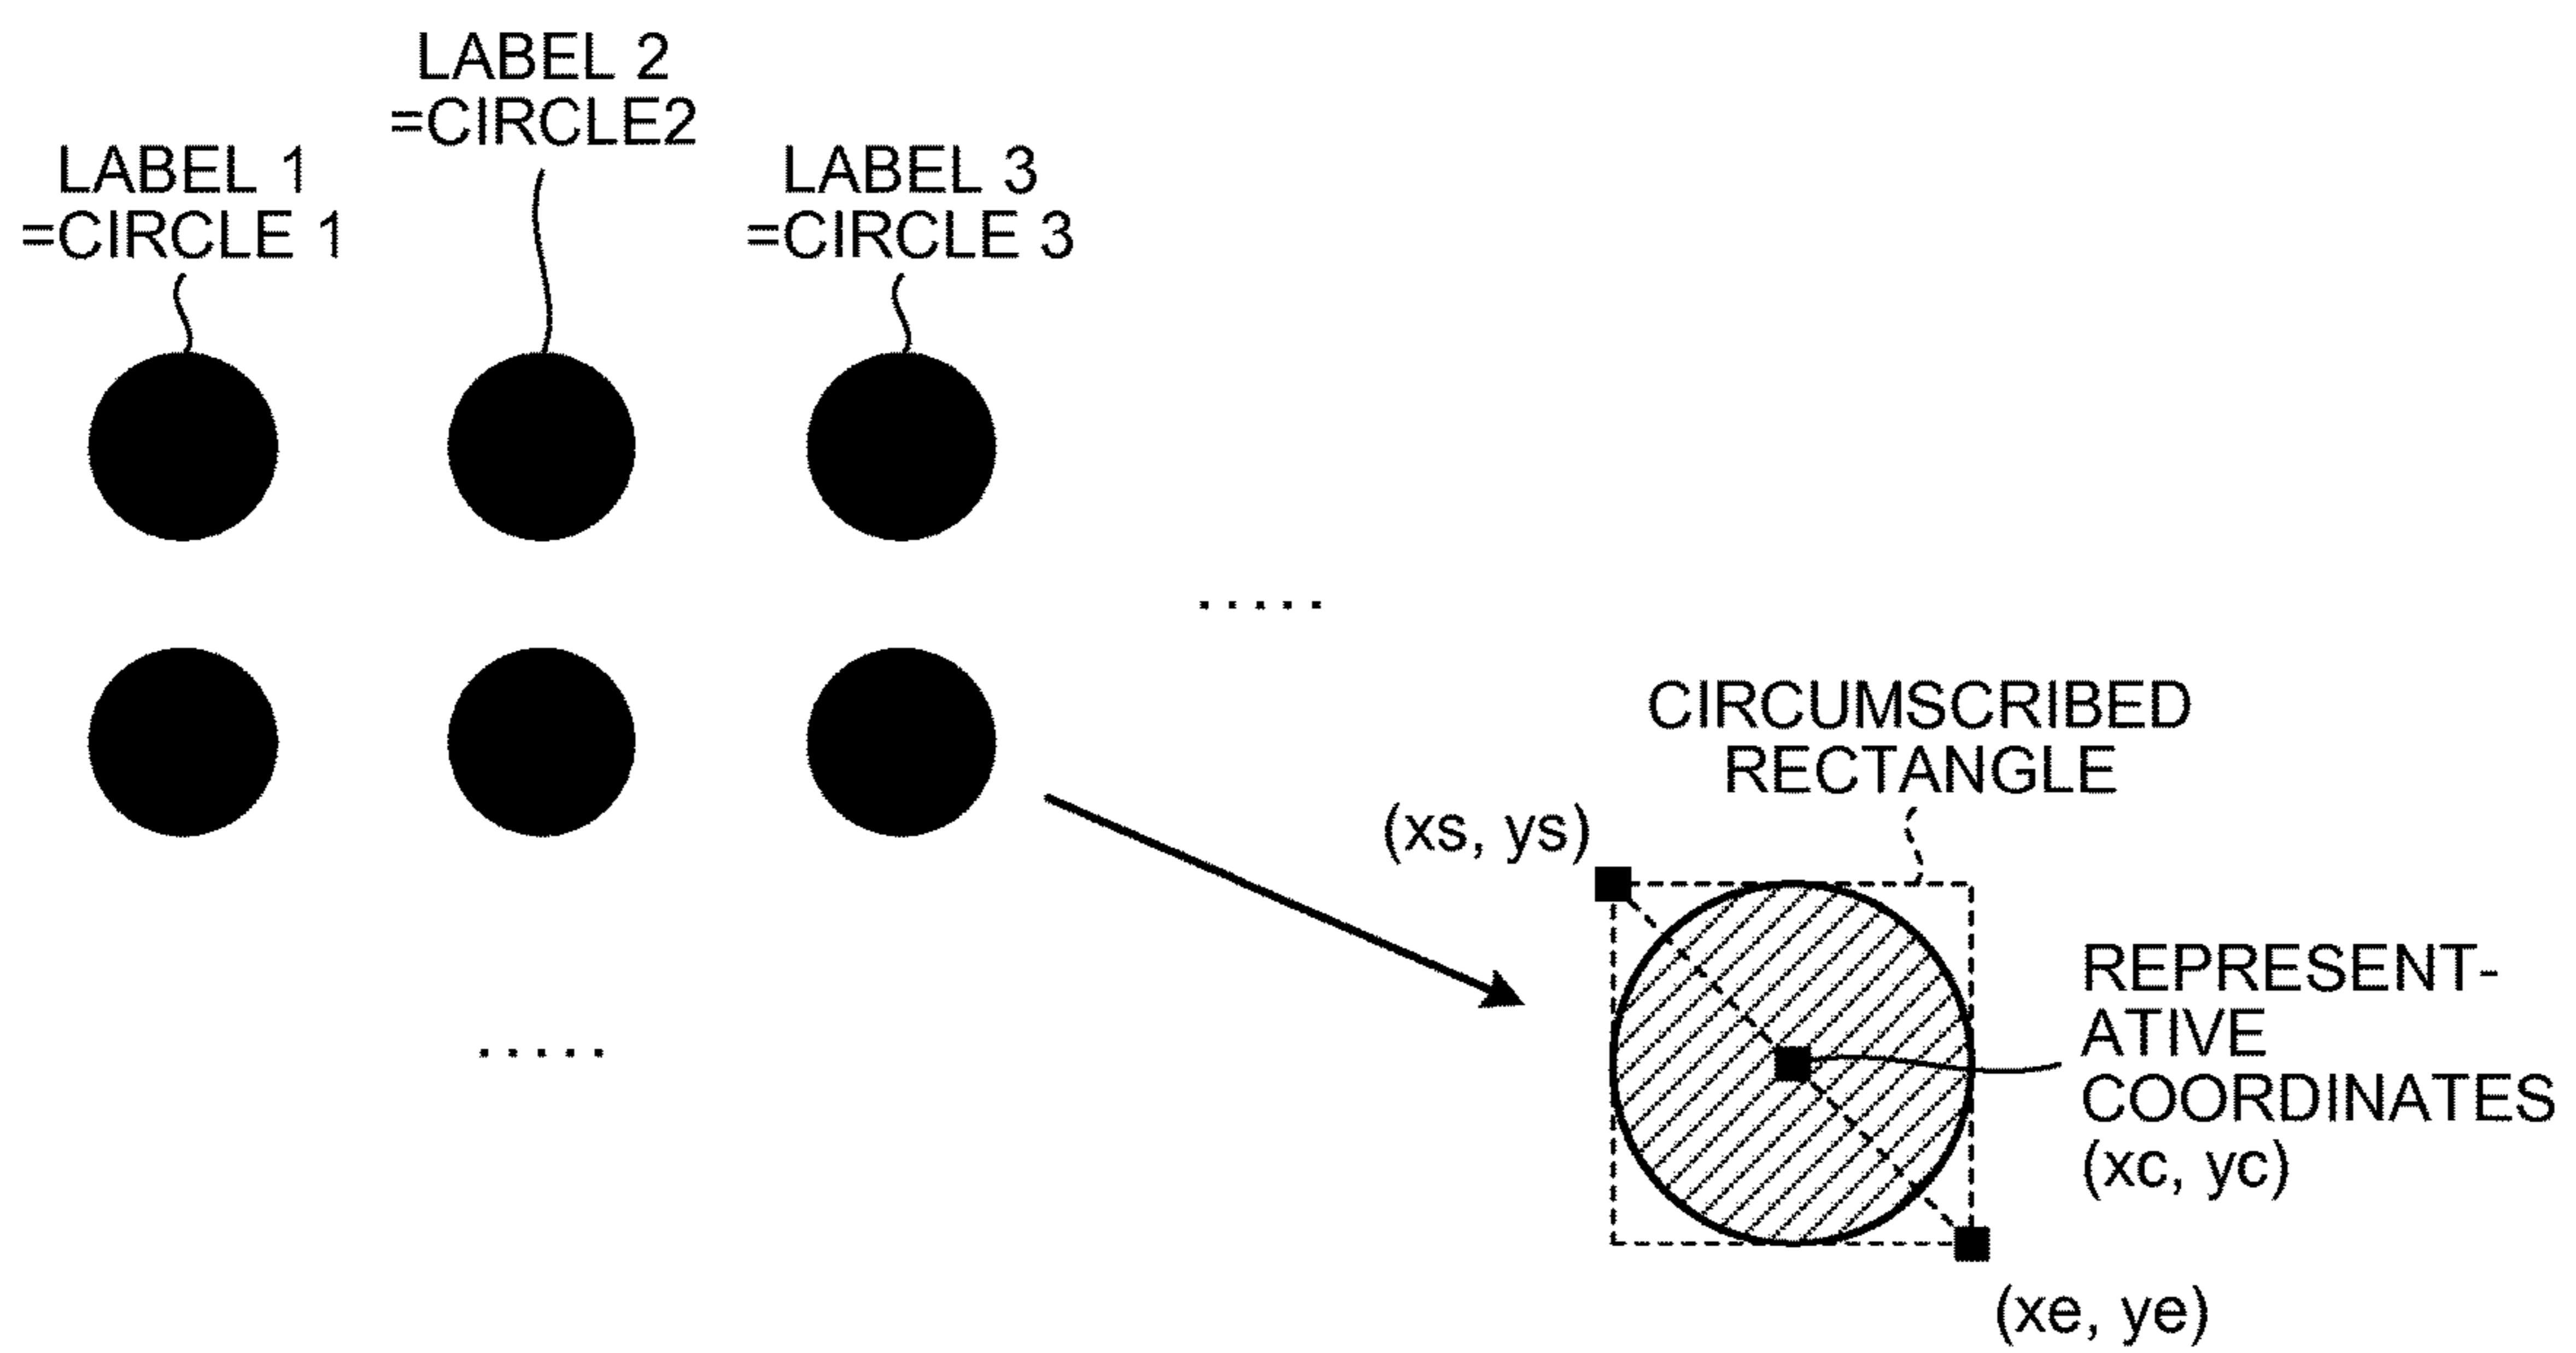 LABEL 1
=CIRCLE 1
LABEL 2
=CIRCLE2
LABEL 3
=CIRCLE 3
.....
.....
CIRCUMSCRIBED
RECTANGLE
(xs, ys)
REPRESENT-
ATIVE
COORDINATES
(xc, yc)
(xe, ye)